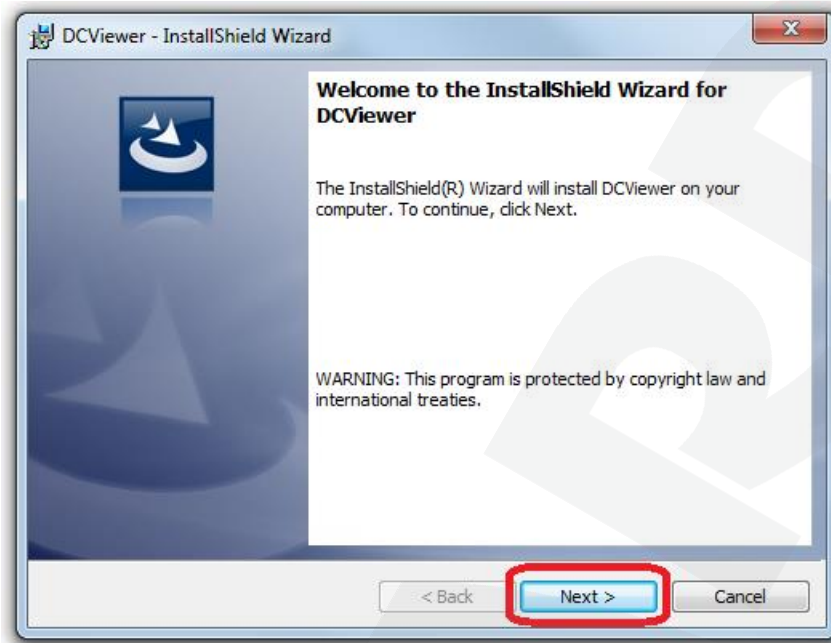 DCViewer - InstallShield Wizard
Welcome to the InstallShield Wizard for
DCViewer
The InstallShield(R) Wizard will install DCViewer on your
computer. To continue, click Next.
WARNING: This program is protected by copyright law and
international treaties.
< Back Next > Cancel